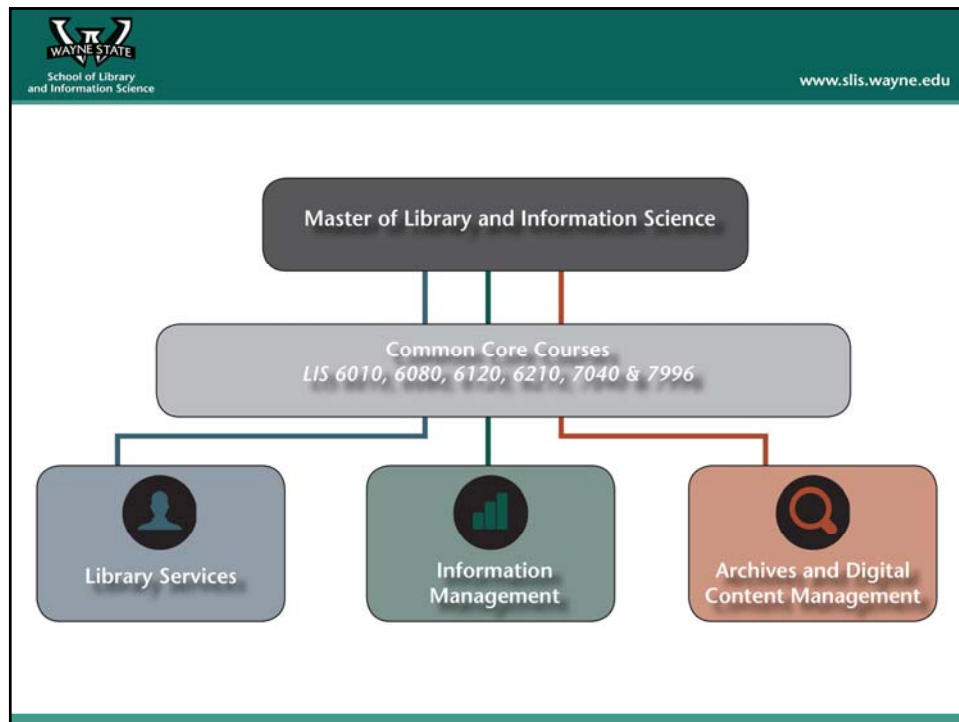 WAYNE STATE
School of Library
and Information Science
www.slis.wayne.edu
Master of Library and Information Science
Common Core Courses
LIS 6010, 6080, 6120, 6210, 7040 & 7996
Library Services
Information
Management
Archives and Digital
Content Management